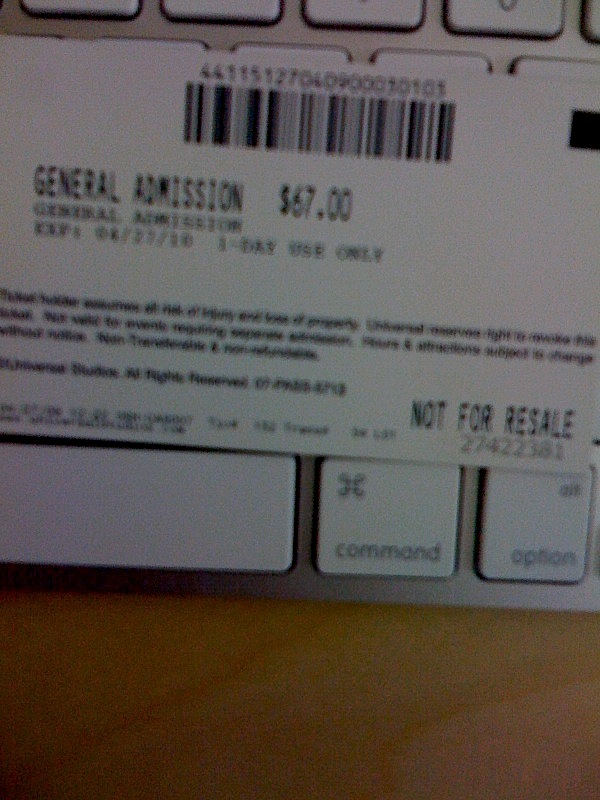 44115127040900030103
GENERAL ADMISSION $67.00
GENERAL ADMISSION
EXP: 04/27/10 1-DAY USE ONLY
Ticket holder assumes all risk of injury and loss of property. Universal reserves right to revoke this
ticket. Not valid for events requiring separate admission. Hours & attractions subject to change
without notice. Non-Transferable & non-refundable.
Universal Studios. All Rights Reserved.
NOT FOR RESALE
27422381
⌘ alt
command option